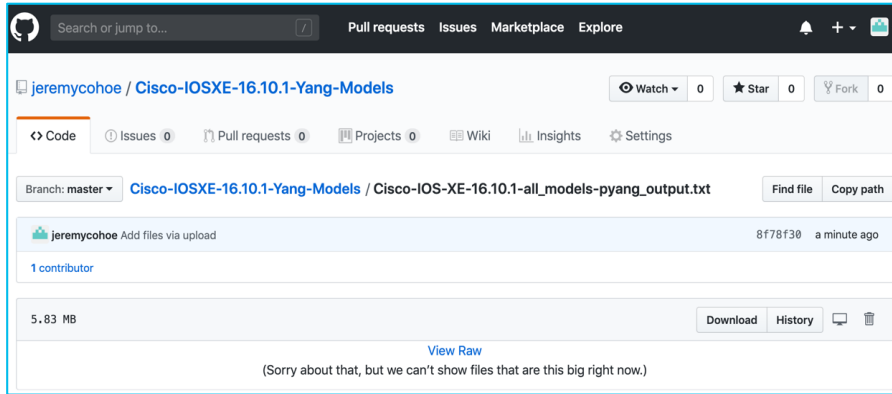 Search or jump to... / Pull requests Issues Marketplace Explore
jeremycohoe / Cisco-IOSXE-16.10.1-Yang-Models Watch 0 Star 0 Fork 0
Code Issues 0 Pull requests 0 Projects 0 Wiki Insights Settings
Branch: master Cisco-IOSXE-16.10.1-Yang-Models / Cisco-IOS-XE-16.10.1-all_models-pyang_output.txt Find file Copy path
jeremycohoe Add files via upload 8f78f30 a minute ago
1 contributor
5.83 MB Download History
View Raw
(Sorry about that, but we can't show files that are this big right now.)